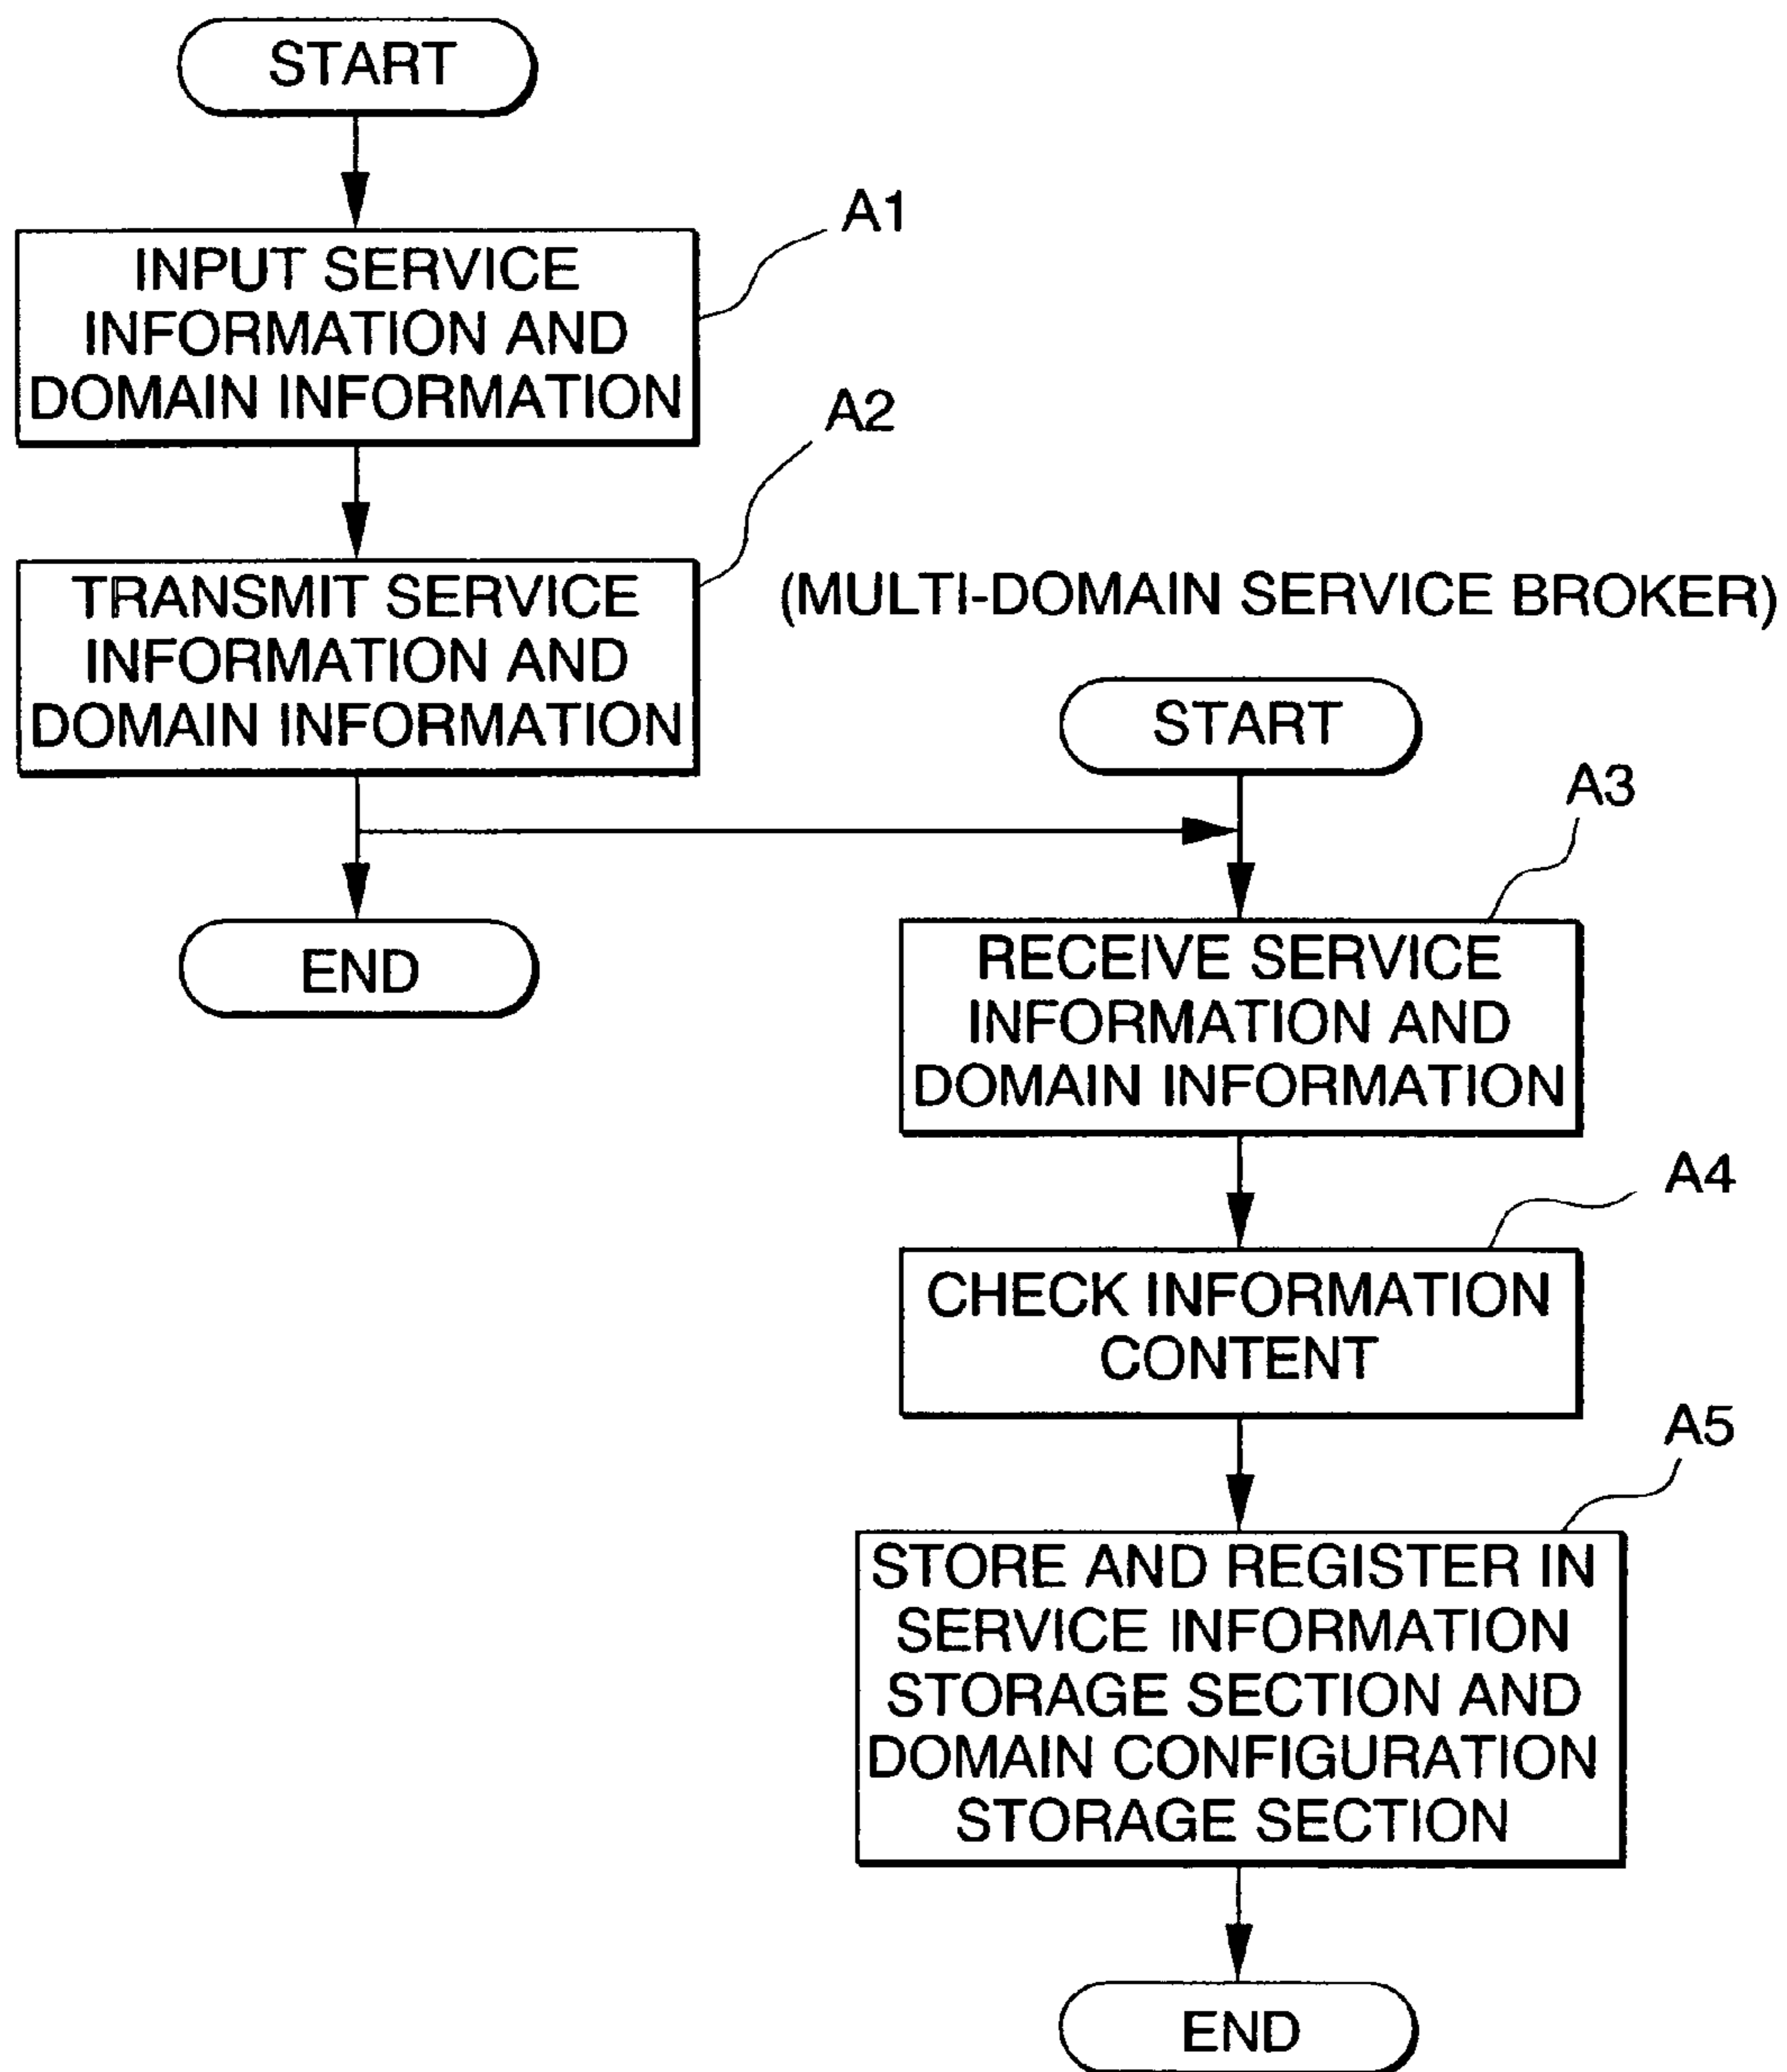 START
A1
INPUT SERVICE
INFORMATION AND
DOMAIN INFORMATION
A2
TRANSMIT SERVICE
INFORMATION AND
DOMAIN INFORMATION
END
(MULTI-DOMAIN SERVICE BROKER)
START
A3
RECEIVE SERVICE
INFORMATION AND
DOMAIN INFORMATION
A4
CHECK INFORMATION
CONTENT
A5
STORE AND REGISTER IN
SERVICE INFORMATION
STORAGE SECTION AND
DOMAIN CONFIGURATION
STORAGE SECTION
END